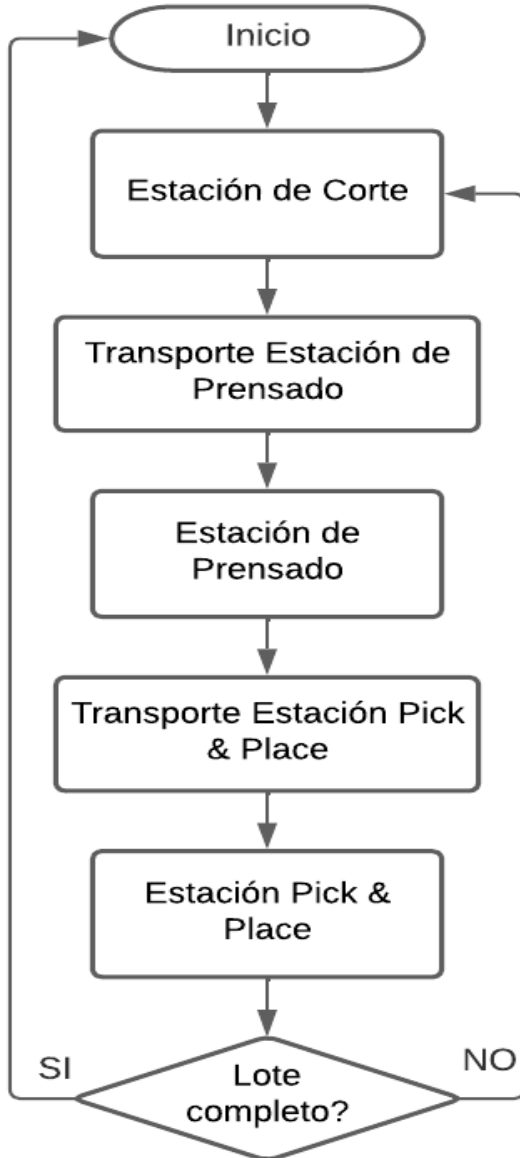 Inicio
Estación de Corte
Transporte Estación de
Prensado
Estación de
Prensado
Transporte Estación Pick
& Place
Estación Pick &
Place
SI
NO
Lote
completo?